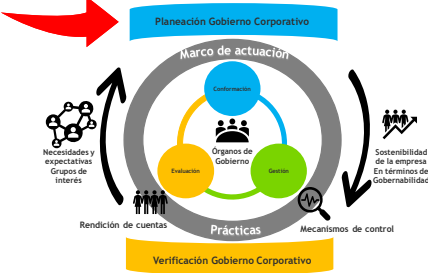 Planeación Gobierno Corporativo
Marco de actuación
Conformación
Necesidades y
expectativas
Grupos de
interés
Órganos de
Gobierno
Sostenibilidad
de la empresa
En términos de
Gobernabilidad
Evaluación
Gestión
Rendición de cuentas
Prácticas
Mecanismos de control
Verificación Gobierno Corporativo